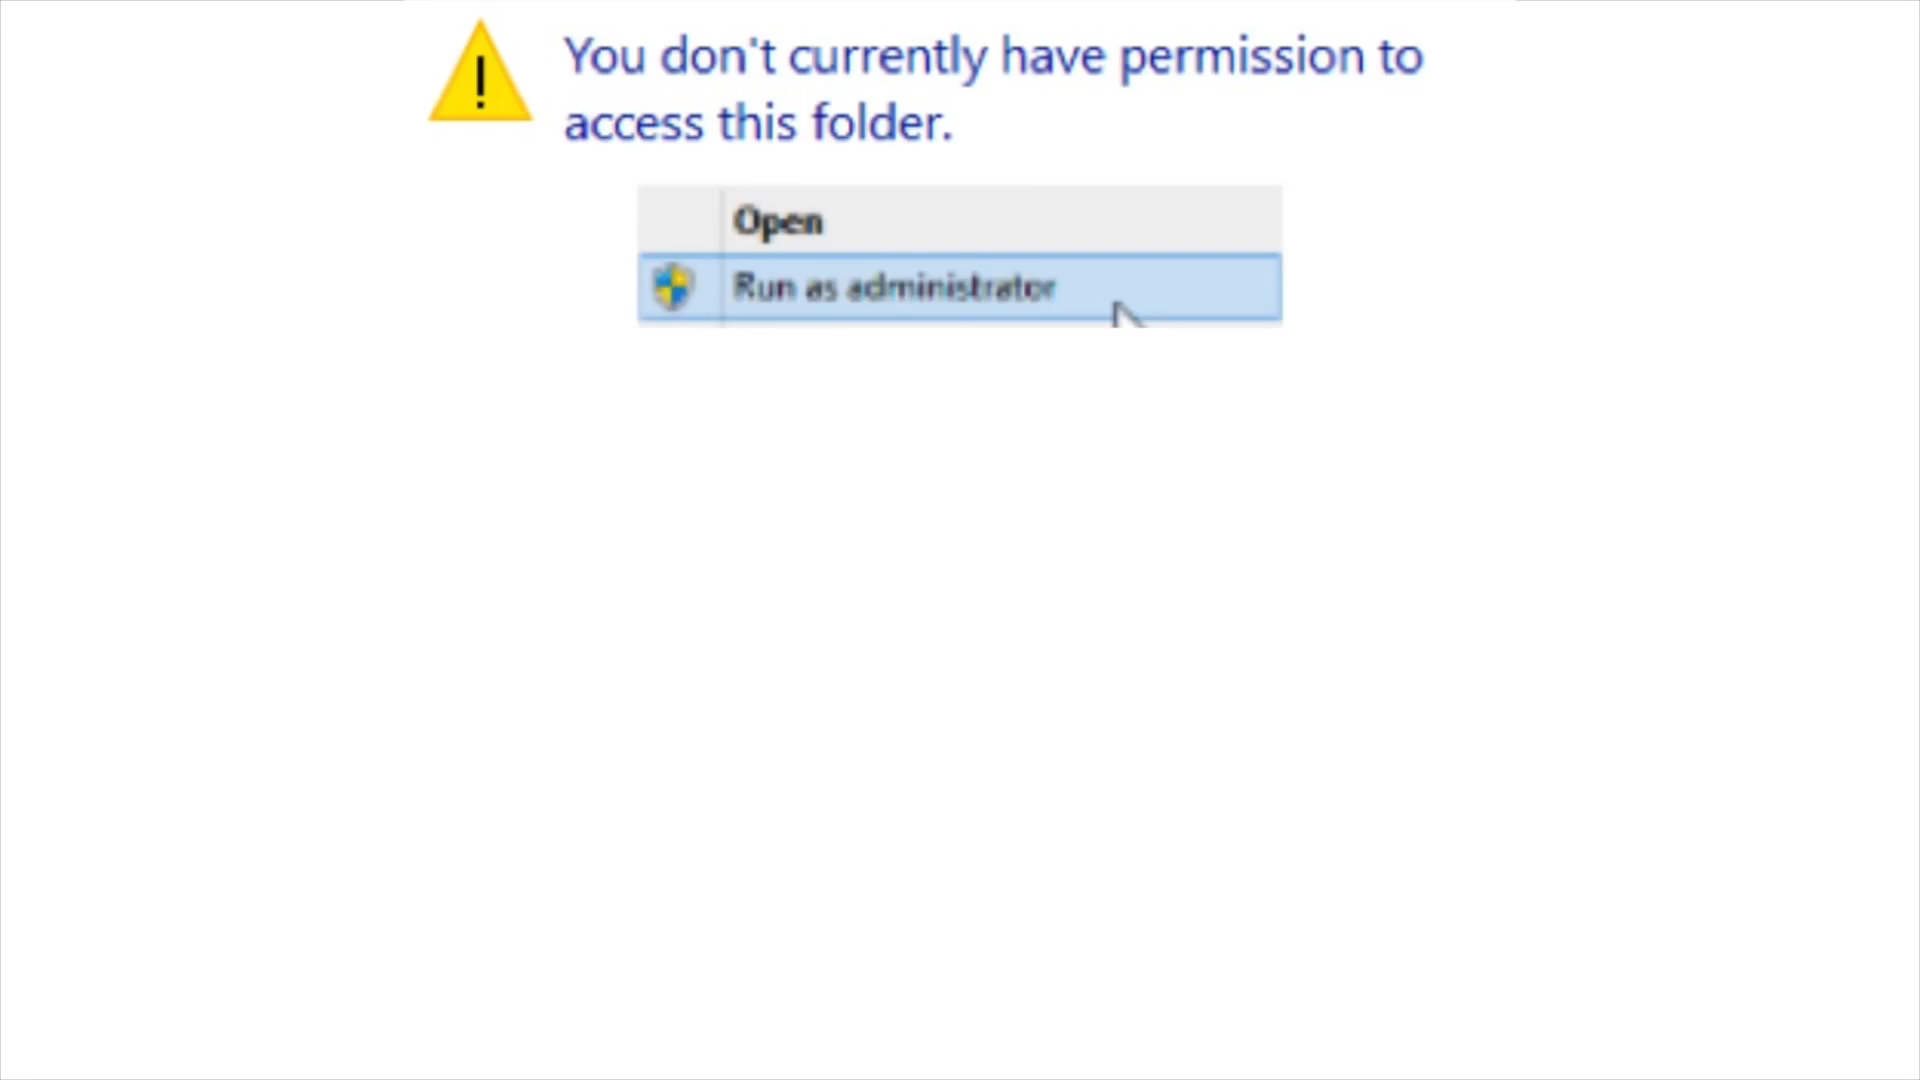 You don't currently have permission to
access this folder.
Open
Run as administrator